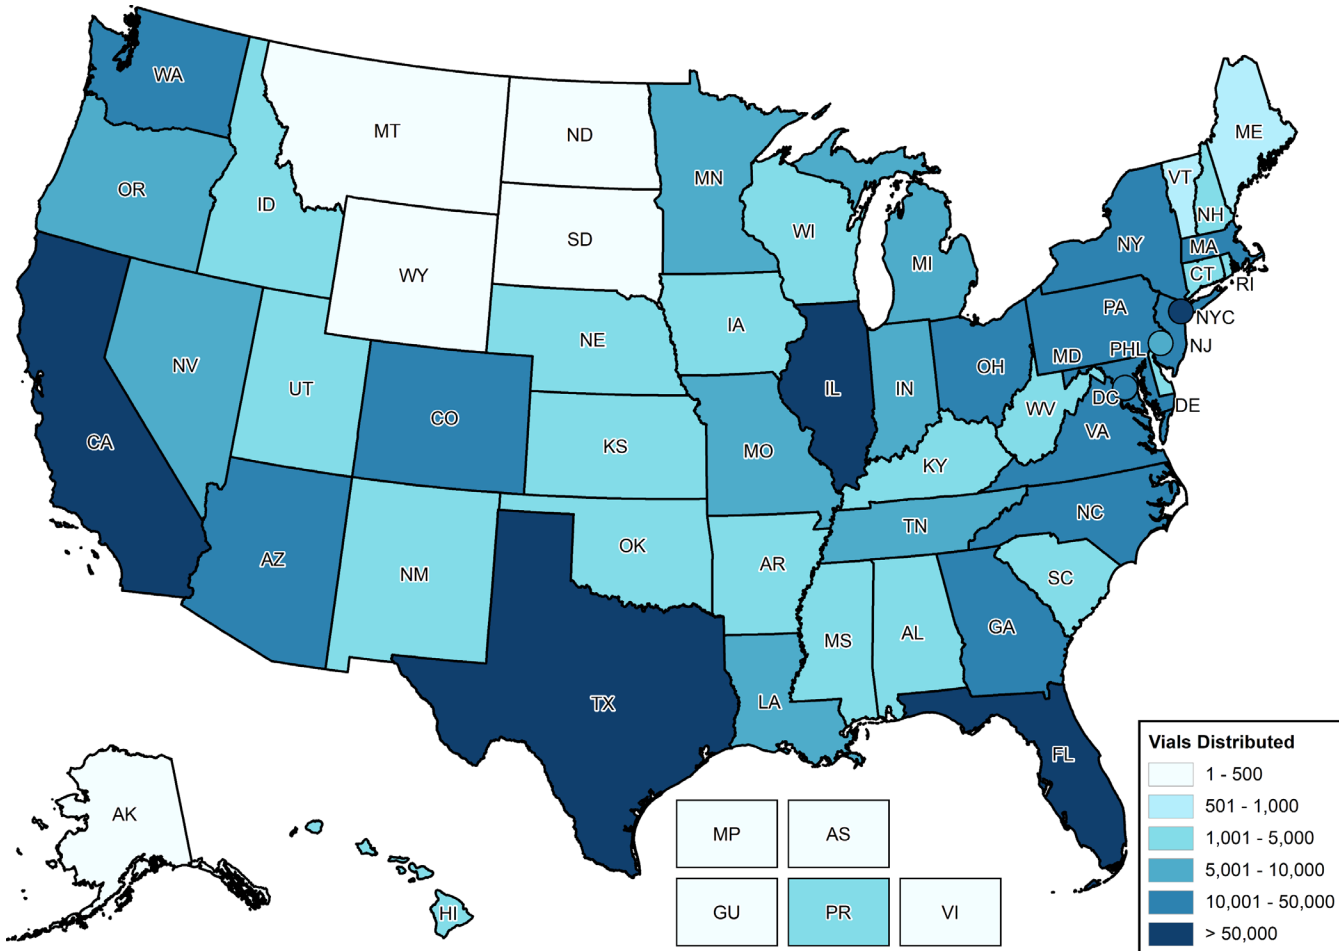 WA
MT
ND
MN
ME
VT
OR
ID
NH
WI
SD
NY
MA
MI
WY
CT
RI
PA
NYC
IA
NE
PHL
NJ
MD
NV
OH
UT
IL
IN
DC
CO
DE
WV
VA
CA
KS
MO
KY
NC
TN
OK
AZ
AR
NM
SC
GA
AL
MS
TX
LA
FL
AK
HI
MP
AS
GU
PR
VI
Vials Distributed
1 - 500
501 - 1,000
1,001 - 5,000
5,001 - 10,000
10,001 - 50,000
> 50,000